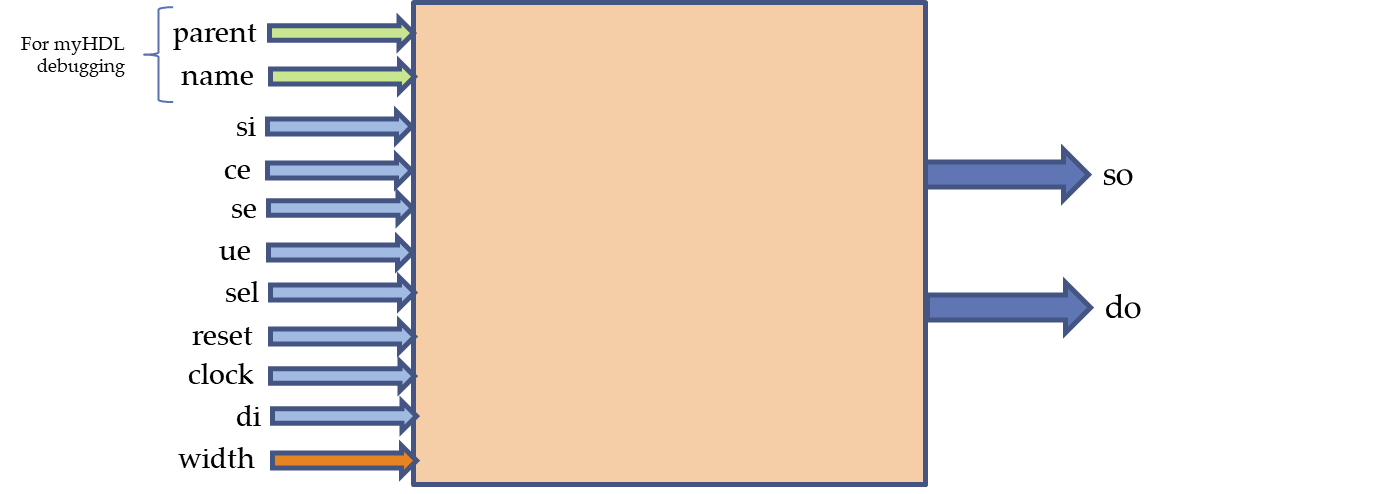 For myHDL
debugging
parent
name
si
ce
se
ue
sel
reset
clock
di
width
so
do